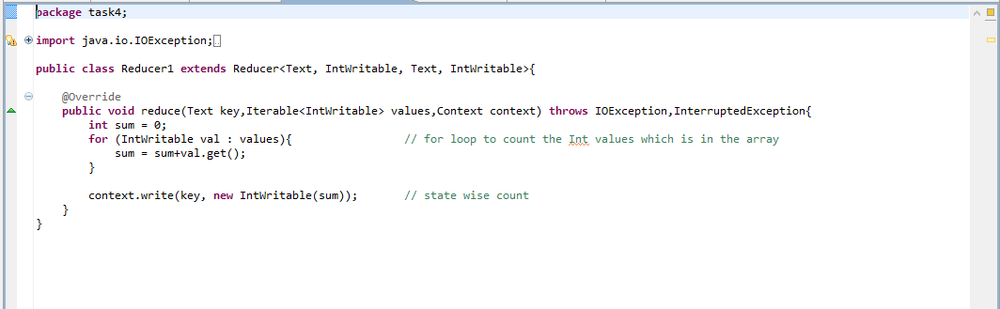 package task4;
import java.io.IOException;
public class Reducer1 extends Reducer<Text, IntWritable, Text, IntWritable>{
@Override
public void reduce(Text key,Iterable<IntWritable> values,Context context) throws IOException,InterruptedException{
int sum = 0;
for (IntWritable val : values){ // for loop to count the Int values which is in the array
sum = sum+val.get();
}
context.write(key, new IntWritable(sum)); // state wise count
}
}